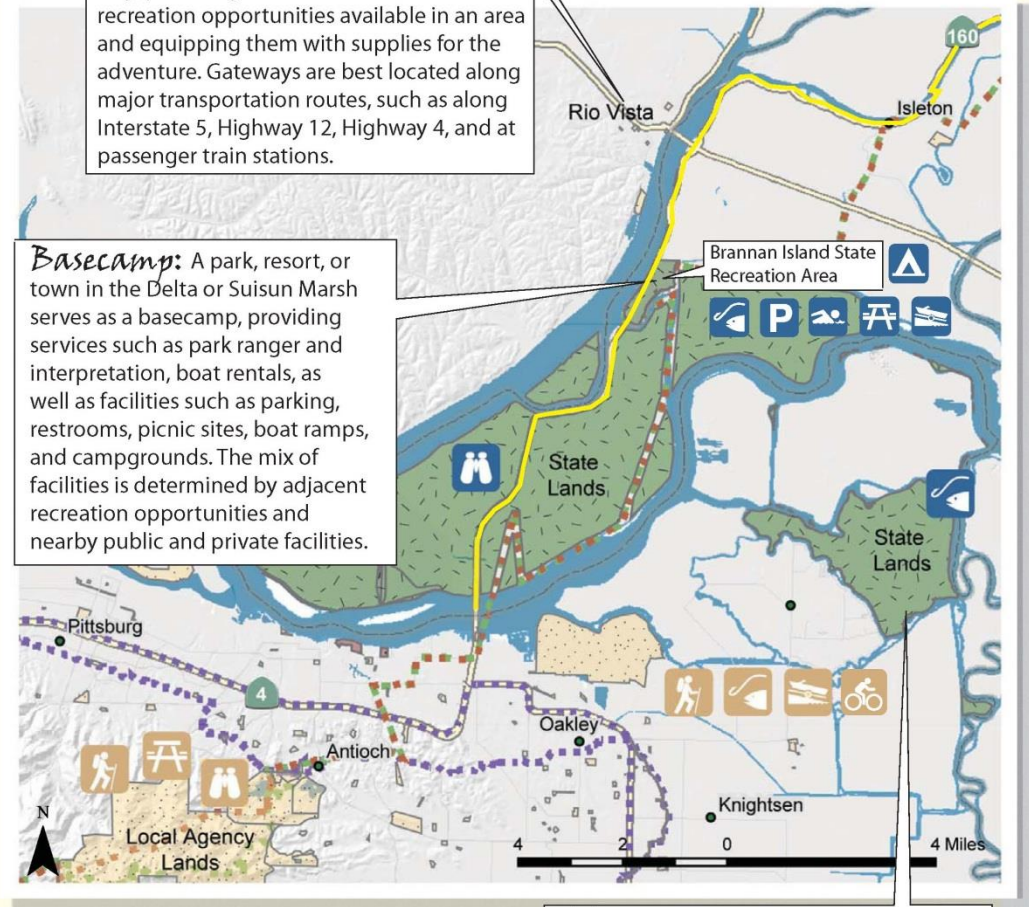 recreation opportunities available in an area
and equipping them with supplies for the
adventure. Gateways are best located along
major transportation routes, such as along
Interstate 5, Highway 12, Highway 4, and at
passenger train stations.
160
Rio Vista
Isleton
Basecamp: A park, resort, or
town in the Delta or Suisun Marsh
serves as a basecamp, providing
services such as park ranger and
interpretation, boat rentals, as
well as facilities such as parking,
restrooms, picnic sites, boat ramps,
and campgrounds. The mix of
facilities is determined by adjacent
recreation opportunities and
nearby public and private facilities.
Brannan Island State
Recreation Area
P
State
Lands
State
Lands
Pittsburg
4
Oakley
Antioch
Knightsen
N
Local Agency
Lands
4 2 0 4 Miles